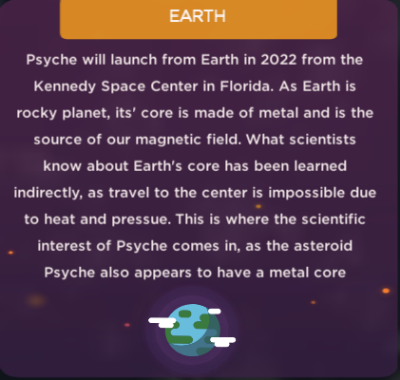 EARTH
Psyche will launch from Earth in 2022 from the
Kennedy Space Center in Florida. As Earth is
rocky planet, its' core is made of metal and is the
source of our magnetic field. What scientists
know about Earth's core has been learned
indirectly, as travel to the center is impossible due
to heat and pressue. This is where the scientific
interest of Psyche comes in, as the asteroid
Psyche also appears to have a metal core